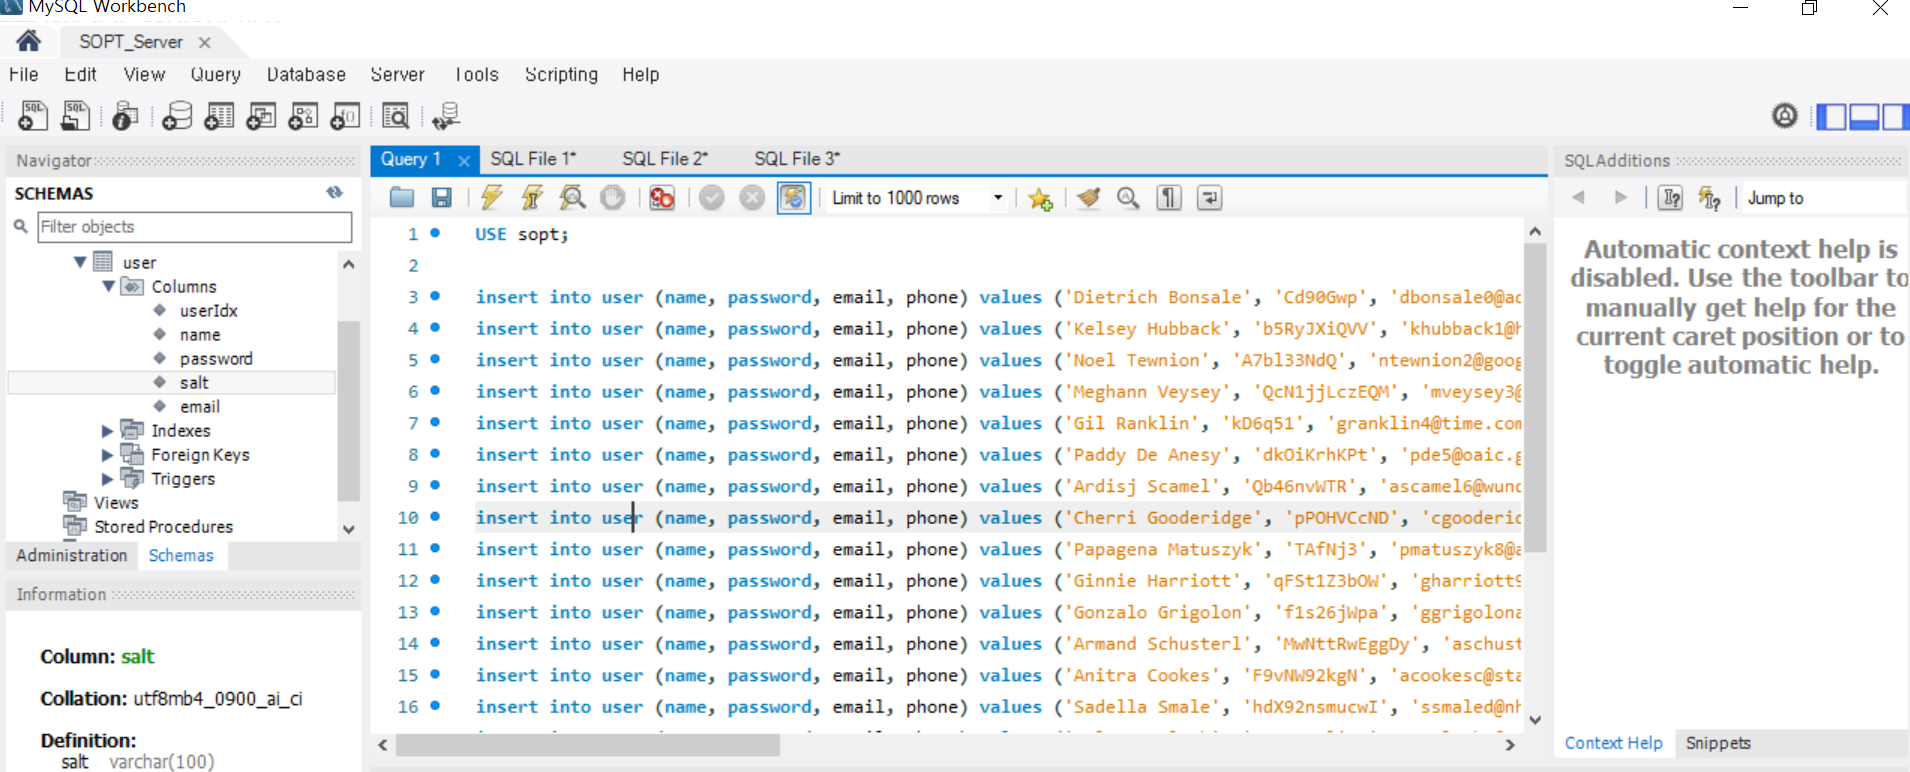 MySQL Workbench
SOPT_Server
File Edit View Query Database Server Tools Scripting Help
Navigator
SCHEMAS
Filter objects
user
Columns
userIdx
name
password
salt
email
Indexes
Foreign Keys
Triggers
Views
Stored Procedures
Administration Schemas
Information
Column: salt
Collation: utf8mb4_0900_ai_ci
Definition:
salt varchar(100)
Query 1 SQL File 1* SQL File 2* SQL File 3*
Limit to 1000 rows
1 USE sopt;
2
3 insert into user (name, password, email, phone) values ('Dietrich Bonsale', 'Cd90Gwp', 'dbonsale0@ac
4 insert into user (name, password, email, phone) values ('Kelsey Hubback', 'b5RyJXiQVV', 'khubback1@h
5 insert into user (name, password, email, phone) values ('Noel Tewnion', 'A7bl33NdQ', 'ntewnion2@goog
6 insert into user (name, password, email, phone) values ('Meghann Veysey', 'QcN1jjLczEQM', 'mveysey3@
7 insert into user (name, password, email, phone) values ('Gil Ranklin', 'kD6q51', 'granklin4@time.com
8 insert into user (name, password, email, phone) values ('Paddy De Anesy', 'dkOiKrhKPt', 'pde5@oaic.g
9 insert into user (name, password, email, phone) values ('Ardisj Scamel', 'Qb46nvWTR', 'ascamel6@wund
10 insert into user (name, password, email, phone) values ('Cherri Gooderidge', 'pPOHVCcND', 'cgooderid
11 insert into user (name, password, email, phone) values ('Papagena Matuszyk', 'TAfNj3', 'pmatuszyk8@a
12 insert into user (name, password, email, phone) values ('Ginnie Harriott', 'qFSt1Z3bOW', 'gharriott9
13 insert into user (name, password, email, phone) values ('Gonzalo Grigolon', 'f1s26jWpa', 'ggrigolona
14 insert into user (name, password, email, phone) values ('Armand Schusterl', 'MwNttRwEggDy', 'aschust
15 insert into user (name, password, email, phone) values ('Anitra Cookes', 'F9vNW92kgN', 'acookesc@sta
16 insert into user (name, password, email, phone) values ('Sadella Smale', 'hdX92nsmucwI', 'ssmaled@nh
SQLAdditions
Jump to
Automatic context help is
disabled. Use the toolbar to
manually get help for the
current caret position or to
toggle automatic help.
Context Help Snippets